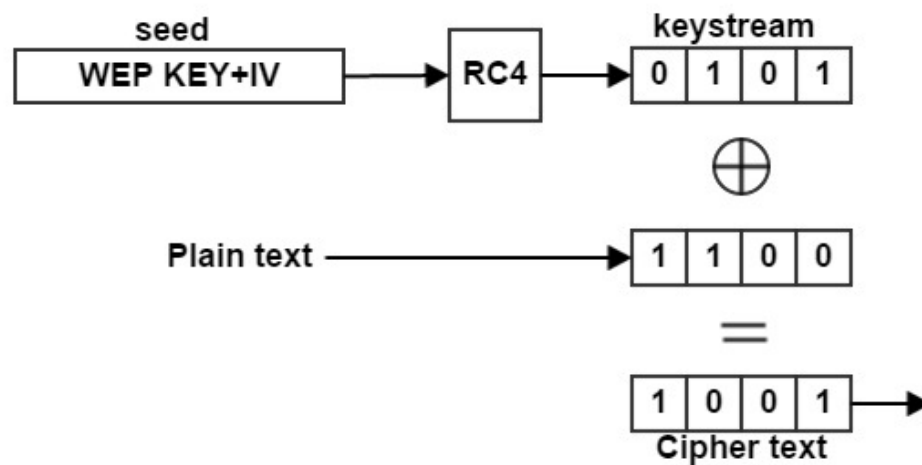 seed
WEP KEY+IV
RC4
keystream
0 1 0 1
Plain text
1 1 0 0
1 0 0 1
Cipher text